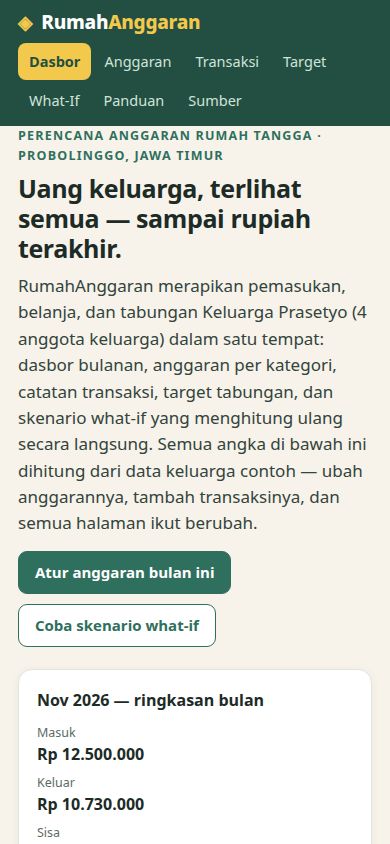 ◈ RumahAnggaran
Dasbor Anggaran Transaksi Target
What-If Panduan Sumber
PERENCANA ANGGARAN RUMAH TANGGA ·
PROBOLINGGO, JAWA TIMUR
Uang keluarga, terlihat
semua — sampai rupiah
terakhir.
RumahAnggaran merapikan pemasukan,
belanja, dan tabungan Keluarga Prasetyo (4
anggota keluarga) dalam satu tempat:
dasbor bulanan, anggaran per kategori,
catatan transaksi, target tabungan, dan
skenario what-if yang menghitung ulang
secara langsung. Semua angka di bawah ini
dihitung dari data keluarga contoh — ubah
anggarannya, tambah transaksinya, dan
semua halaman ikut berubah.
Atur anggaran bulan ini
Coba skenario what-if
Nov 2026 — ringkasan bulan
Masuk
Rp 12.500.000
Keluar
Rp 10.730.000
Sisa